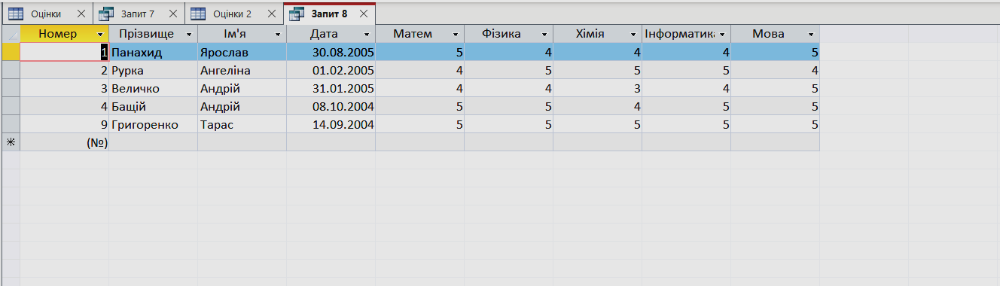 Оцінки Запит 7 Оцінки 2 Запит 8
Номер Прізвище Ім'я Дата Матем Фізика Хімія Інформатика Мова
1 Панахид Ярослав 30.08.2005 5 4 4 4 5
2 Рурка Ангеліна 01.02.2005 4 5 5 5 4
3 Величко Андрій 31.01.2005 4 4 3 4 5
4 Бащій Андрій 08.10.2004 5 5 4 5 5
9 Григоренко Тарас 14.09.2004 5 5 5 5 5
(№)